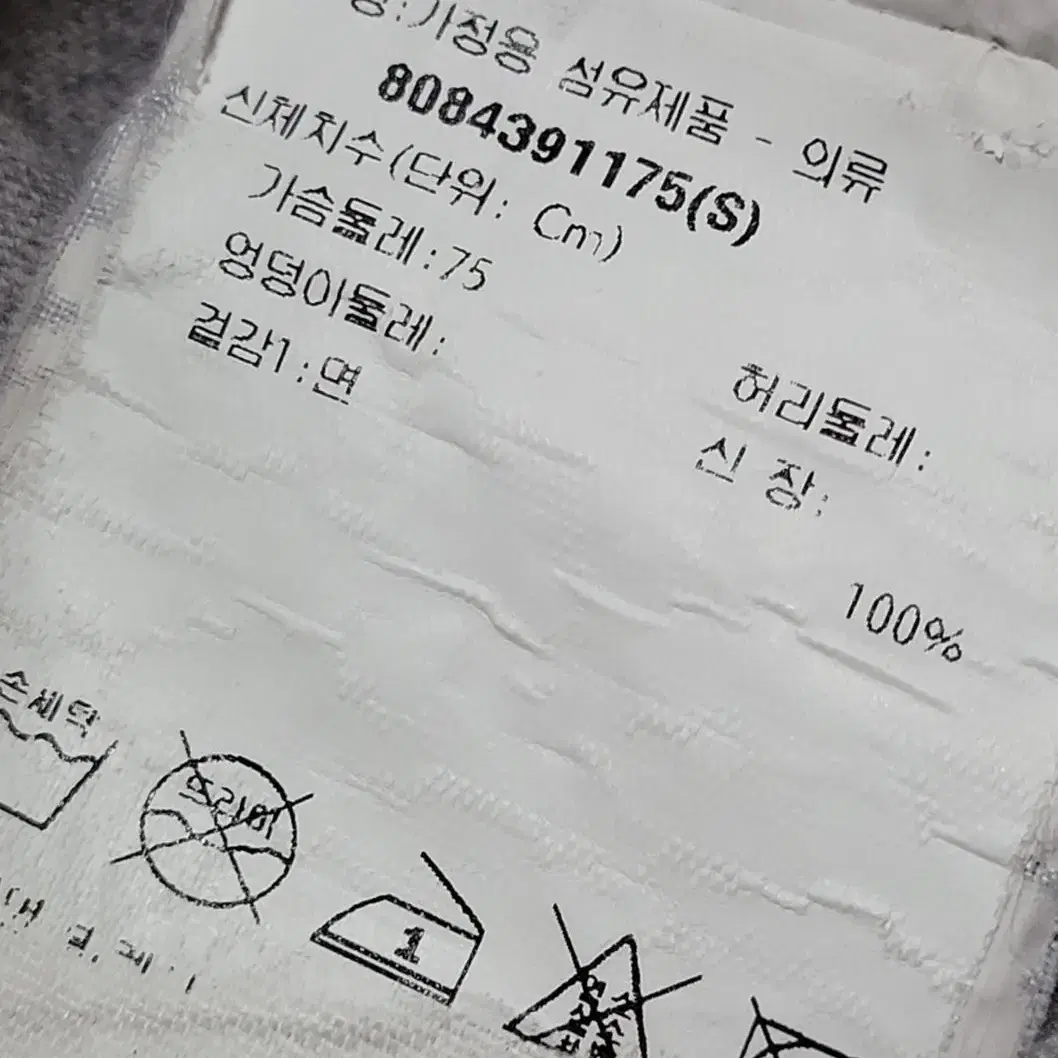 가정용 섬유제품 - 의류
8084391175(S)
신체치수(단위: Cm)
가슴둘레:75
허리둘레:
엉덩이둘레:
신 장:
겉감1:면
100%
손세탁
드라이
1